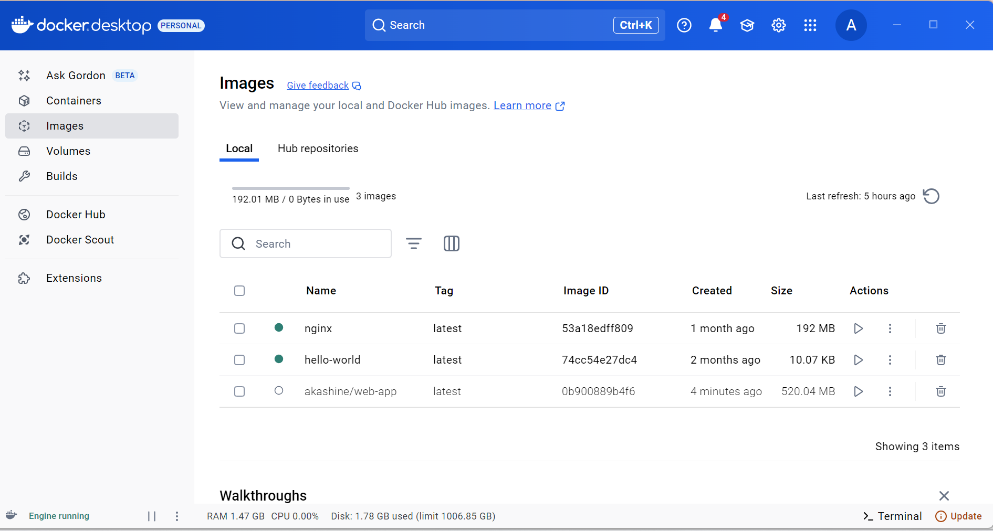 docker.desktop PERSONAL Search Ctrl+K 4 A
Ask Gordon BETA
Containers
Images
Volumes
Builds
Docker Hub
Docker Scout
Extensions
Images Give feedback
View and manage your local and Docker Hub images. Learn more
Local Hub repositories
192.01 MB / 0 Bytes in use 3 images Last refresh: 5 hours ago
Search
Name Tag Image ID Created Size Actions
nginx latest 53a18edff809 1 month ago 192 MB
hello-world latest 74cc54e27dc4 2 months ago 10.07 KB
akashine/web-app latest 0b900889b4f6 4 minutes ago 520.04 MB
Showing 3 items
Walkthroughs
Engine running RAM 1.47 GB CPU 0.00% Disk: 1.78 GB used (limit 1006.85 GB) Terminal Update